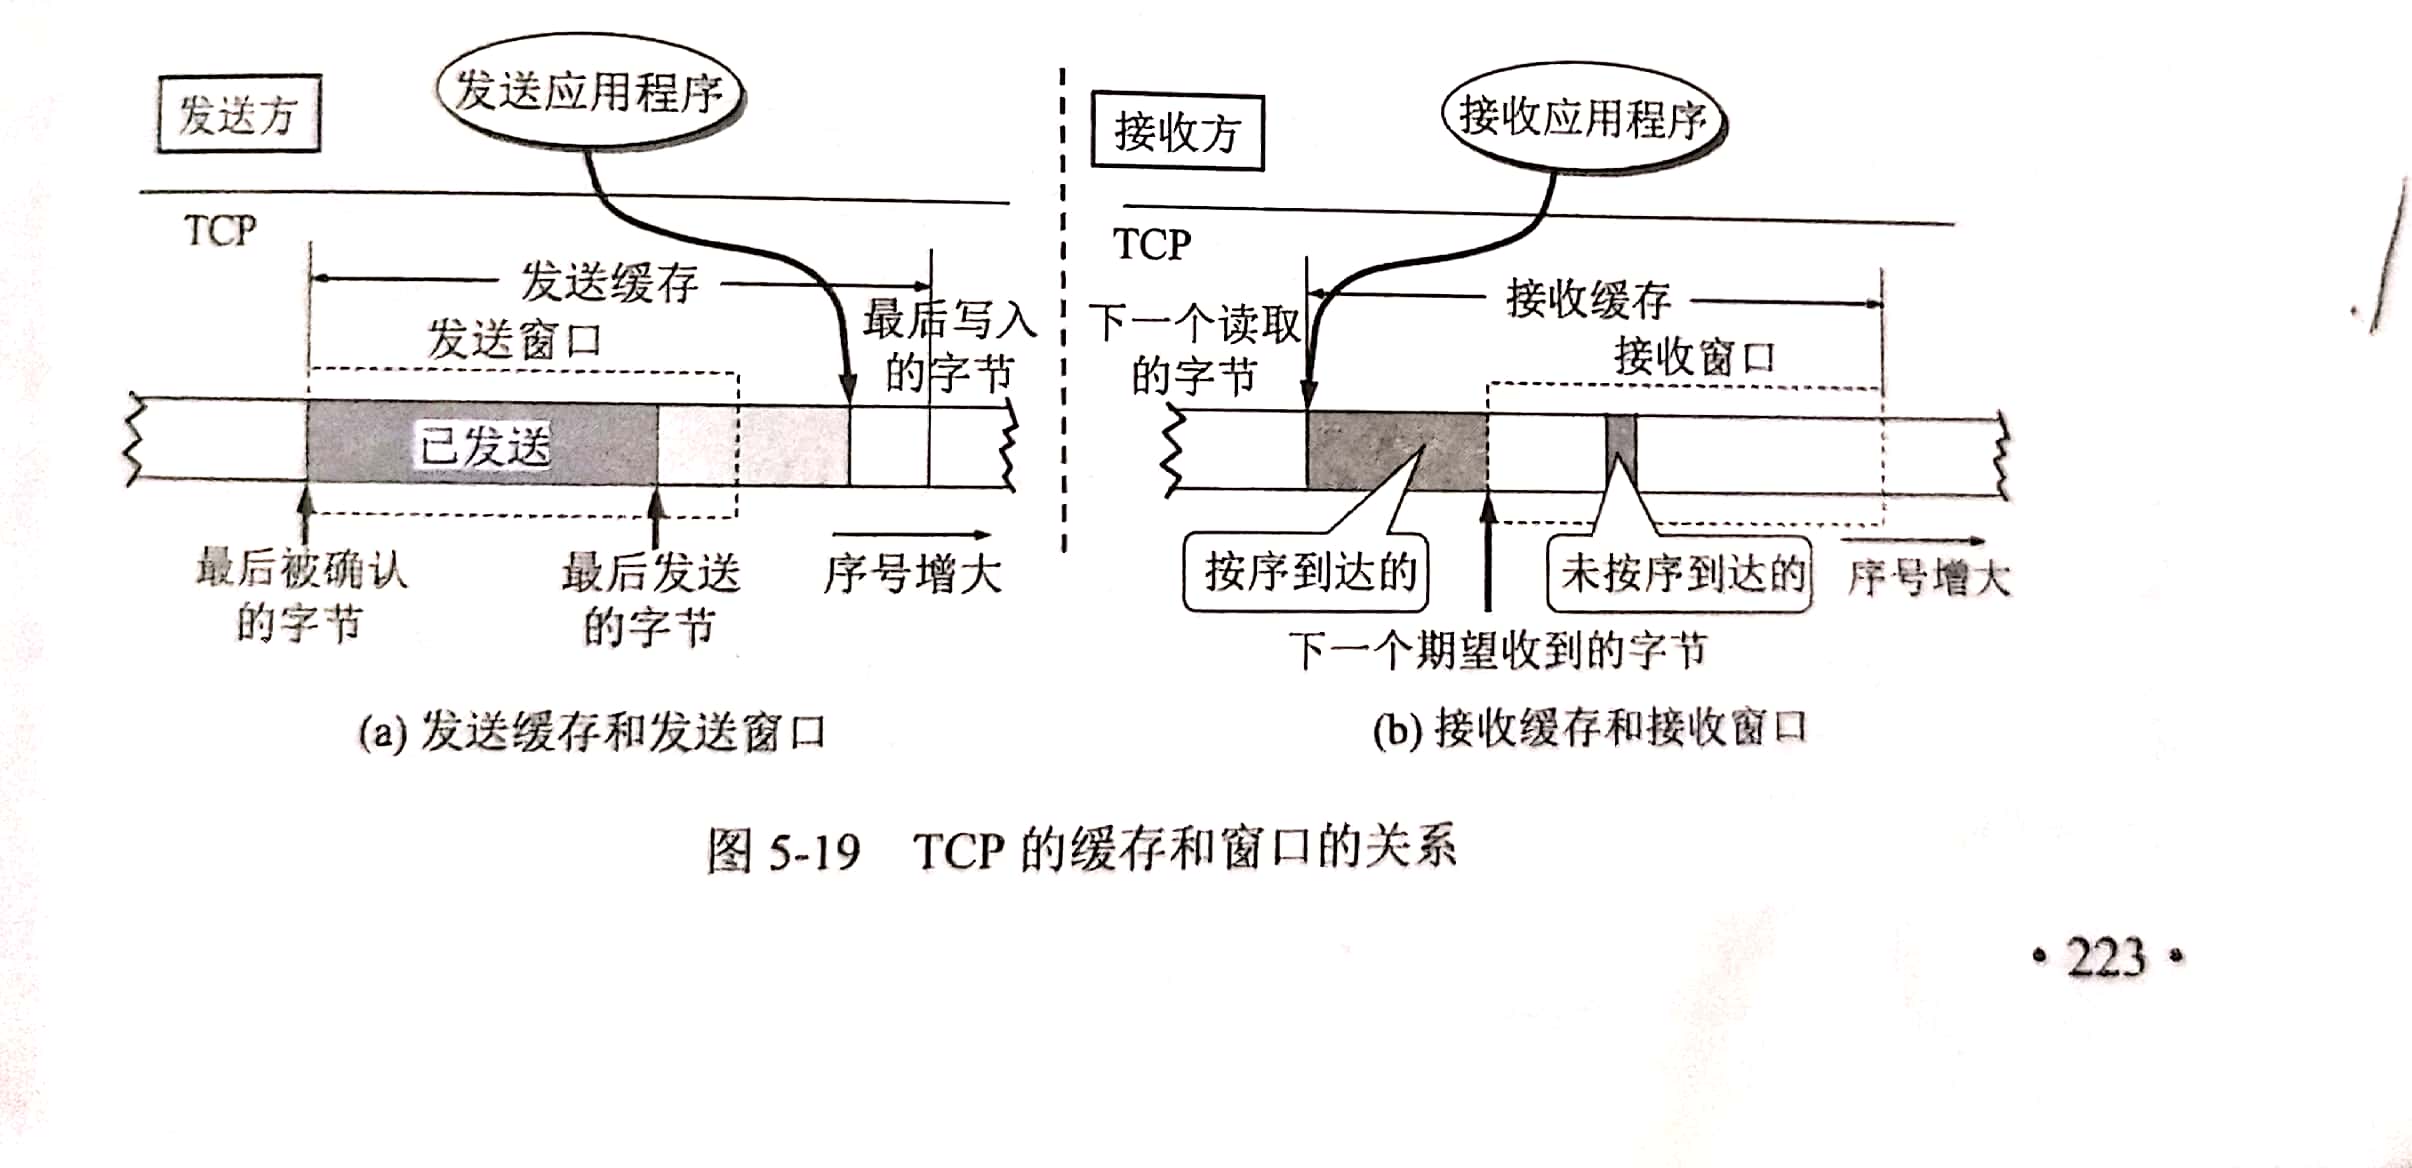 发送方
发送应用程序
TCP
发送缓存
发送窗口
最后写入
的字节
已发送
最后被确认
的字节
最后发送
的字节
序号增大
(a) 发送缓存和发送窗口
接收方
接收应用程序
TCP
接收缓存
下一个读取
的字节
接收窗口
按序到达的
未按序到达的
序号增大
下一个期望收到的字节
(b) 接收缓存和接收窗口
图 5-19 TCP 的缓存和窗口的关系
• 223 •